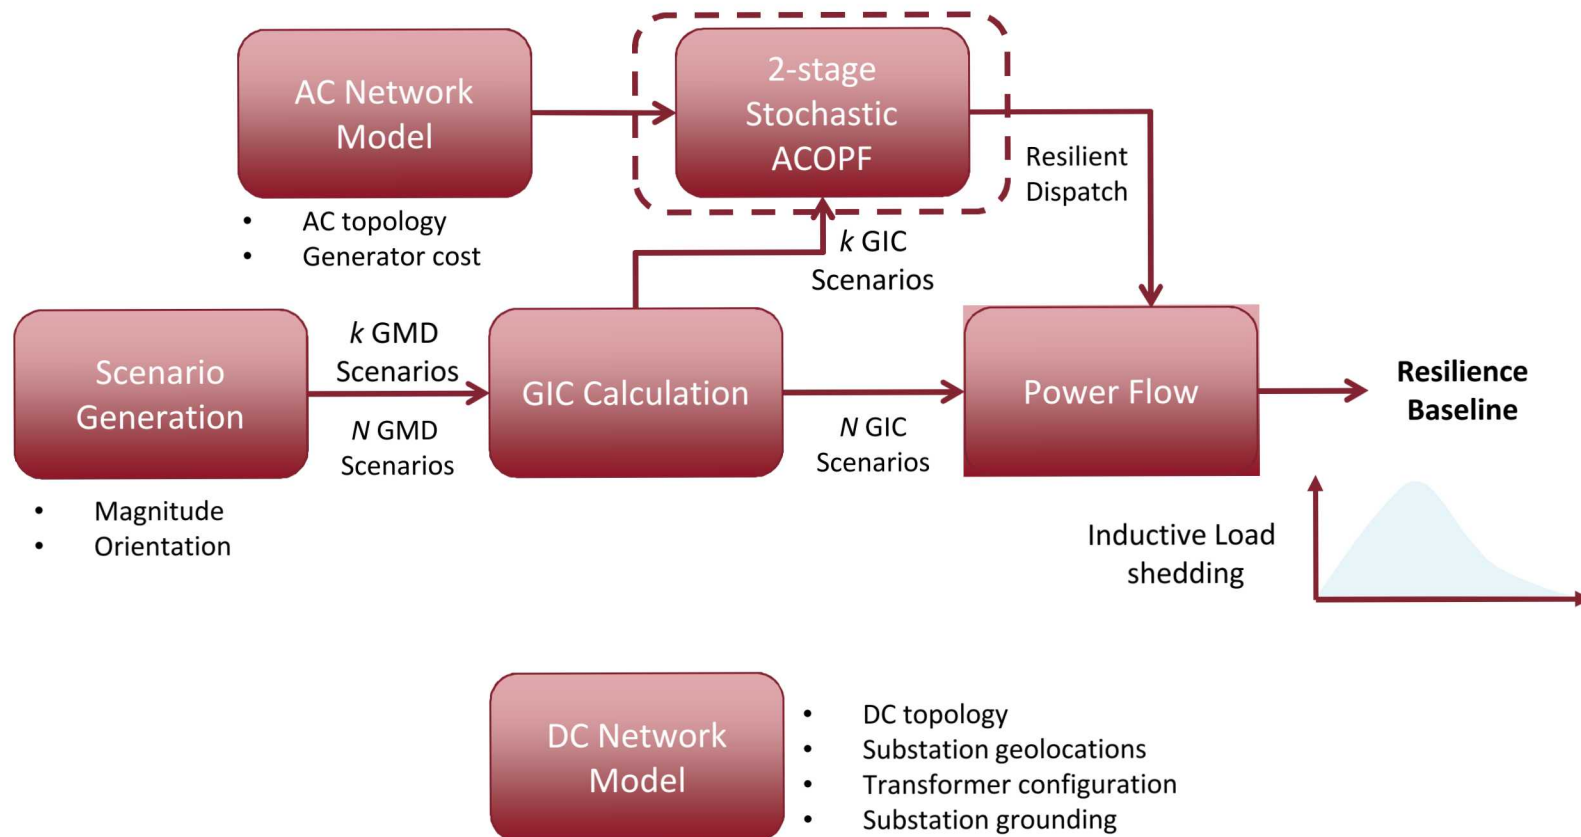 AC Network
Model
2-stage
Stochastic
ACOPF
• AC topology
• Generator cost
Resilient
Dispatch
k GIC
Scenarios
Scenario
Generation
k GMD
Scenarios
N GMD
Scenarios
GIC Calculation
N GIC
Scenarios
Power Flow
Resilience
Baseline
• Magnitude
• Orientation
Inductive Load
shedding
DC Network
Model
• DC topology
• Substation geolocations
• Transformer configuration
• Substation grounding